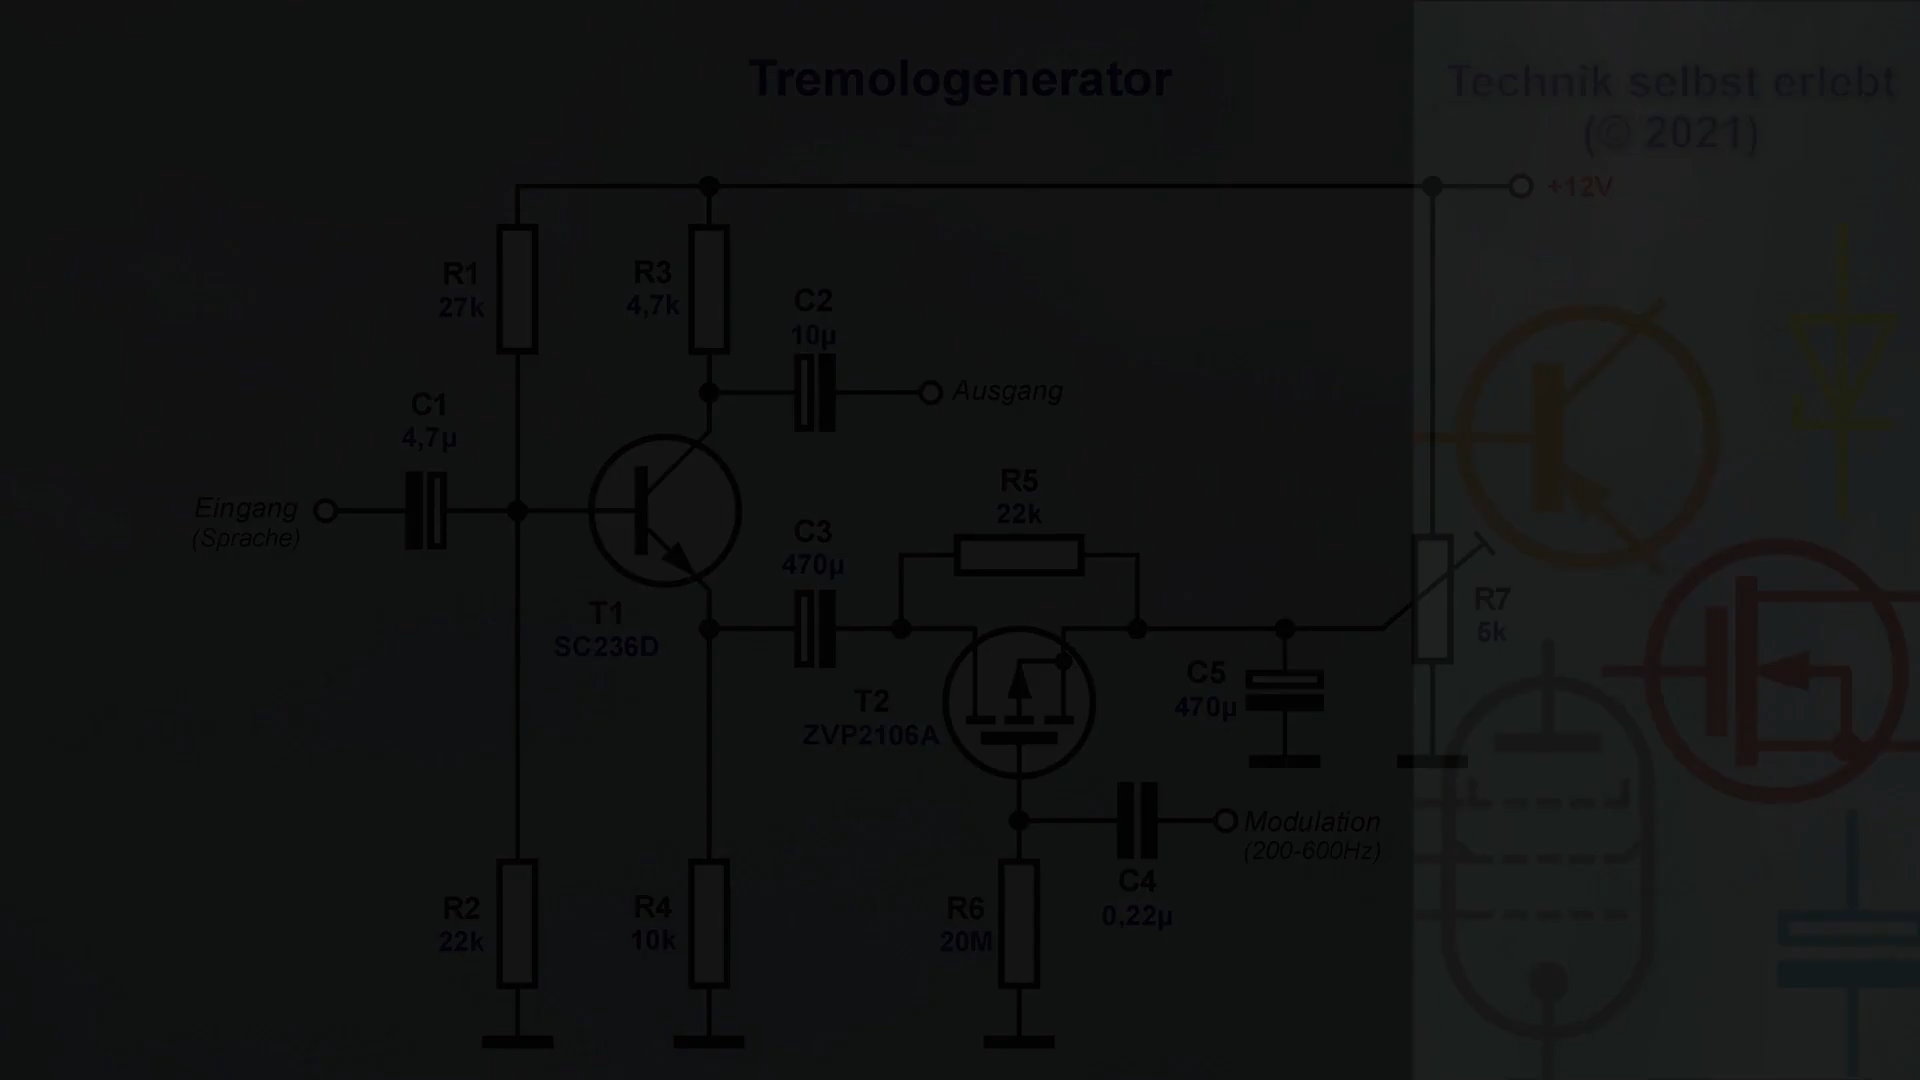 Tremologenerator
Technik selbst erlebt
(© 2021)
+12V
R1
27k
R3
4,7k
C2
10µ
Ausgang
C1
4,7µ
Eingang
(Sprache)
R5
22k
C3
470µ
T1
SC236D
R7
5k
C5
470µ
T2
ZVP2106A
Modulation
(200-600Hz)
C4
0,22µ
R2
22k
R4
10k
R6
20M